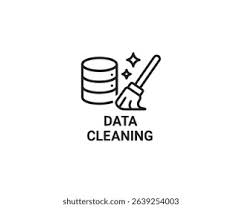 DATA
CLEANING
shutterstock.com · 2639254003